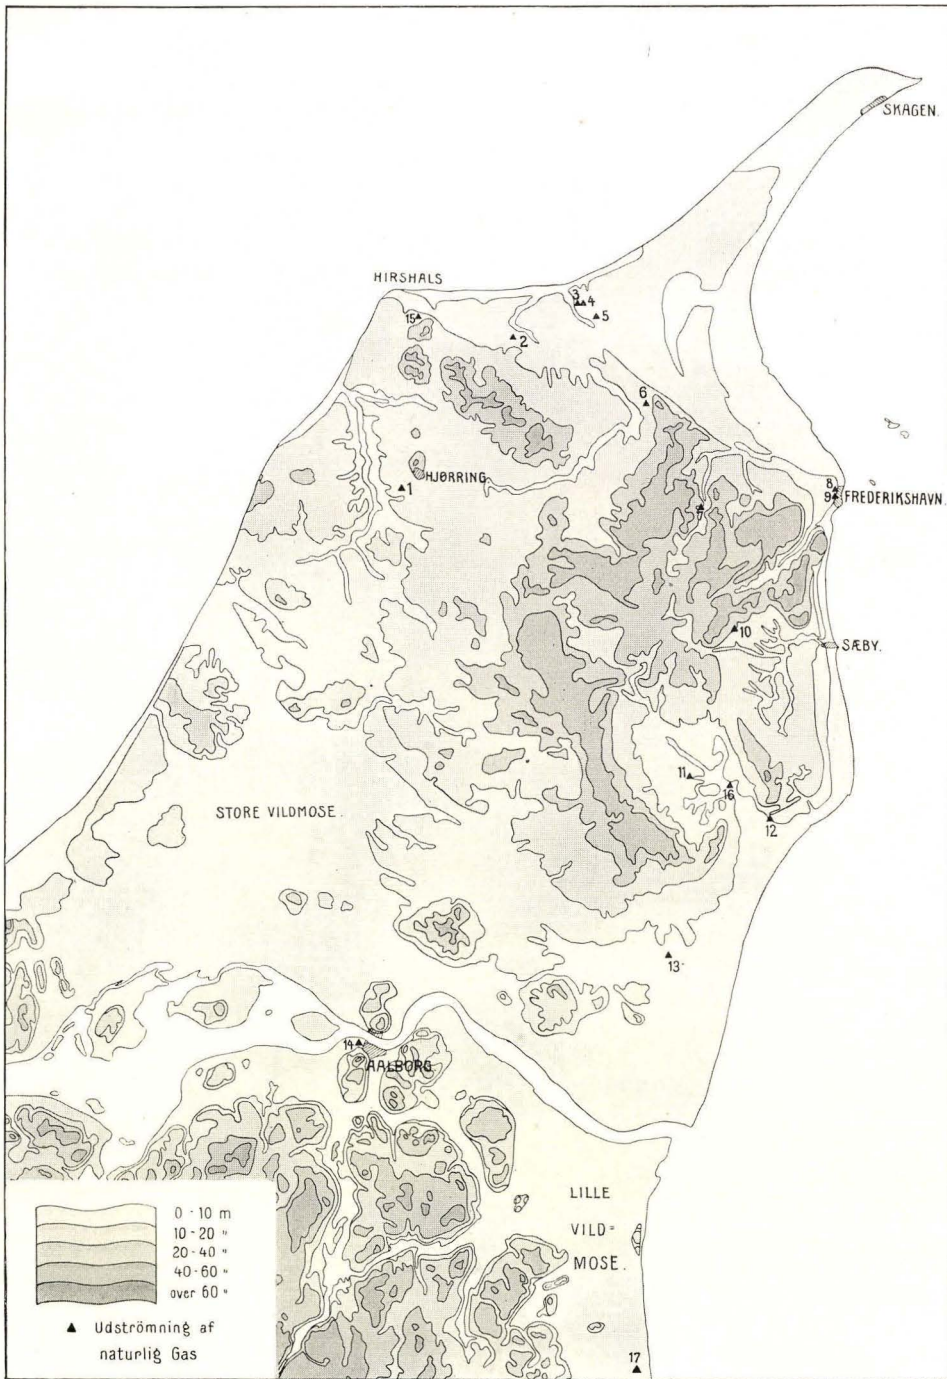 SKAGEN.
HIRSHALS
3 4
15
5
2
6
HJØRRING.
1
8
9 FREDERIKSHAVN.
7
10
SÆBY.
11
16
STORE VILDMOSE.
12
13
14
AALBORG
LILLE
VILD=
MOSE.
0 - 10 m
10 - 20 "
20 - 40 "
40 - 60 "
over 60 "
▲ Udströmning af
naturlig Gas
17